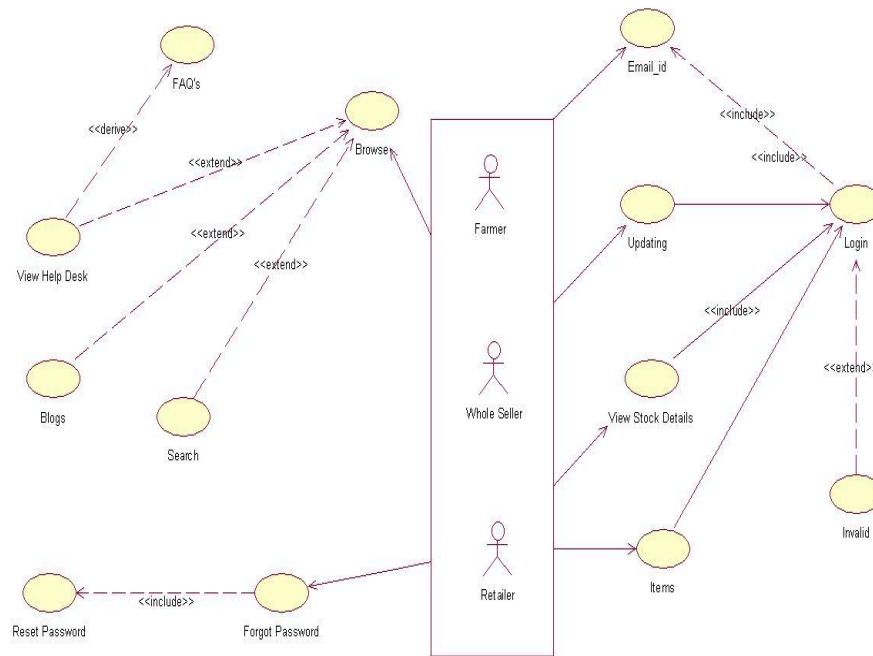 FAQ's
Email_id
<<derive>>
<<include>>
Browse
<<extend>>
<<include>>
Farmer
Updating
Login
<<extend>>
View Help Desk
<<extend>>
<<include>>
<<extend>>
Blogs
Whole Seller
View Stock Details
Search
Invalid
Items
Retailer
<<include>>
Reset Password
Forgot Password